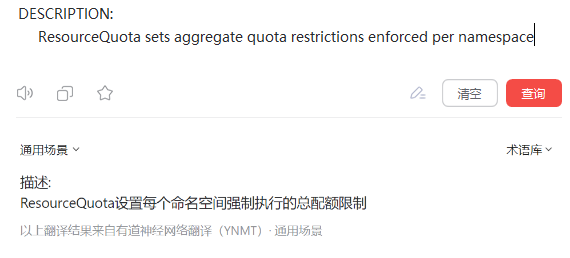 DESCRIPTION:
ResourceQuota sets aggregate quota restrictions enforced per namespace
清空
查询
通用场景
术语库
描述:
ResourceQuota设置每个命名空间强制执行的总配额限制
以上翻译结果来自有道神经网络翻译（YNMT）· 通用场景